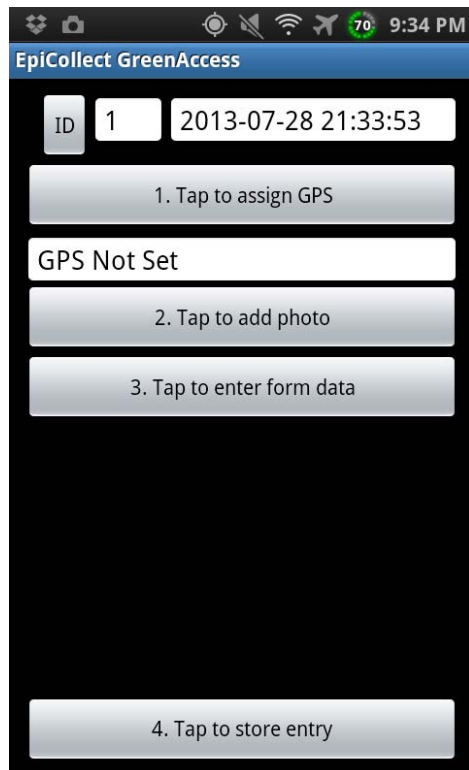 70 9:34 PM
EpiCollect GreenAccess
ID 1 2013-07-28 21:33:53
1. Tap to assign GPS
GPS Not Set
2. Tap to add photo
3. Tap to enter form data
4. Tap to store entry